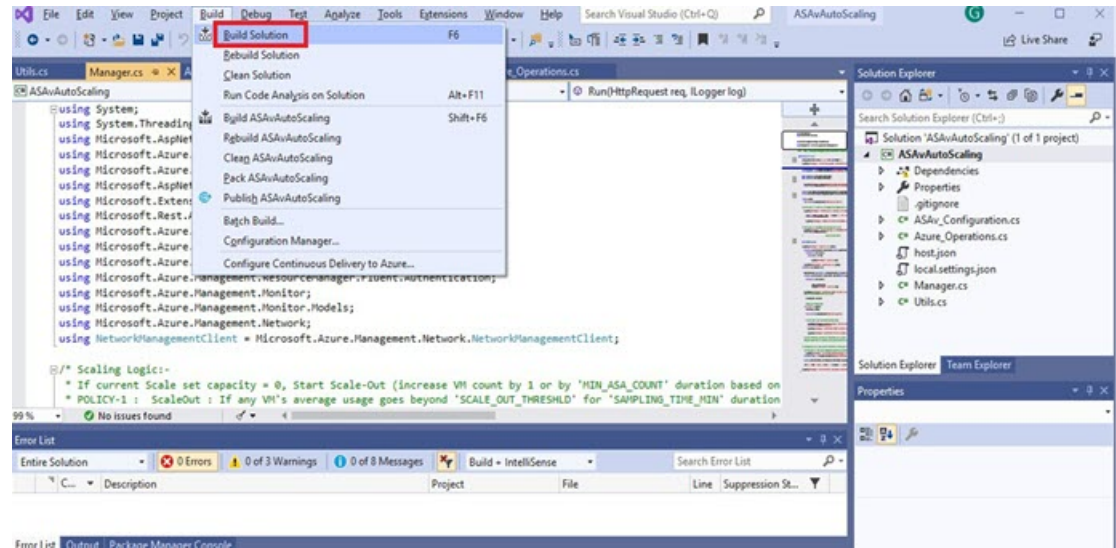 File Edit View Project Build Debug Test Analyze Tools Extensions Window Help Search Visual Studio (Ctrl+Q) ASAvAutoScaling G
Live Share
Build Solution F6
Rebuild Solution
Clean Solution
Run Code Analysis on Solution Alt+F11
Build ASAvAutoScaling Shift+F6
Rebuild ASAvAutoScaling
Clean ASAvAutoScaling
Pack ASAvAutoScaling
Publish ASAvAutoScaling
Batch Build...
Configuration Manager...
Configure Continuous Delivery to Azure...
Utils.cs Manager.cs A e_Operations.cs
ASAvAutoScaling Run(HttpRequest req, ILogger log)
using System;
using System.Threading
using Microsoft.AspNet
using Microsoft.Azure.
using Microsoft.Azure.
using Microsoft.AspNet
using Microsoft.Extens
using Microsoft.Rest.A
using Microsoft.Azure.
using Microsoft.Azure.
using Microsoft.Azure.
using Microsoft.Azure.Management.ResourceManager.Fluent.Authentication;
using Microsoft.Azure.Management.Monitor;
using Microsoft.Azure.Management.Monitor.Models;
using Microsoft.Azure.Management.Network;
using NetworkManagementClient = Microsoft.Azure.Management.Network.NetworkManagementClient;
/* Scaling Logic:-
* If current Scale set capacity = 0, Start Scale-Out (increase VM count by 1 or by 'MIN_ASA_COUNT' duration based on
* POLICY-1 : ScaleOut : If any VM's average usage goes beyond 'SCALE_OUT_THRESHLD' for 'SAMPLING_TIME_MIN' duration
99 % No issues found
Error List
Entire Solution 0 Errors 0 of 3 Warnings 0 of 8 Messages Build + IntelliSense Search Error List
C... Description Project File Line Suppression St...
Error List Output Package Manager Console
Solution Explorer
Search Solution Explorer (Ctrl+;)
Solution 'ASAvAutoScaling' (1 of 1 project)
C# ASAvAutoScaling
Dependencies
Properties
.gitignore
C# ASAv_Configuration.cs
C# Azure_Operations.cs
host.json
local.settings.json
C# Manager.cs
C# Utils.cs
Solution Explorer Team Explorer
Properties